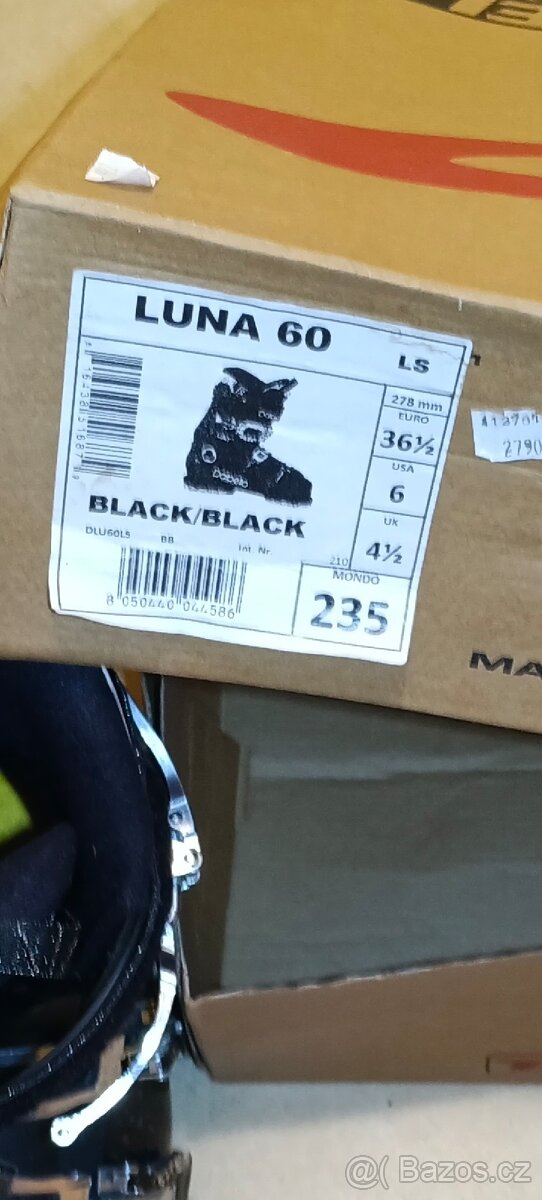 LUNA 60
LS
278 mm
EURO
36½
USA
6
UK
4½
Dabello
BLACK/BLACK
DLU60LS BB Int. Nr.
210
MONDO
235
8 050440 044586
2790
MA
@( Bazos.cz